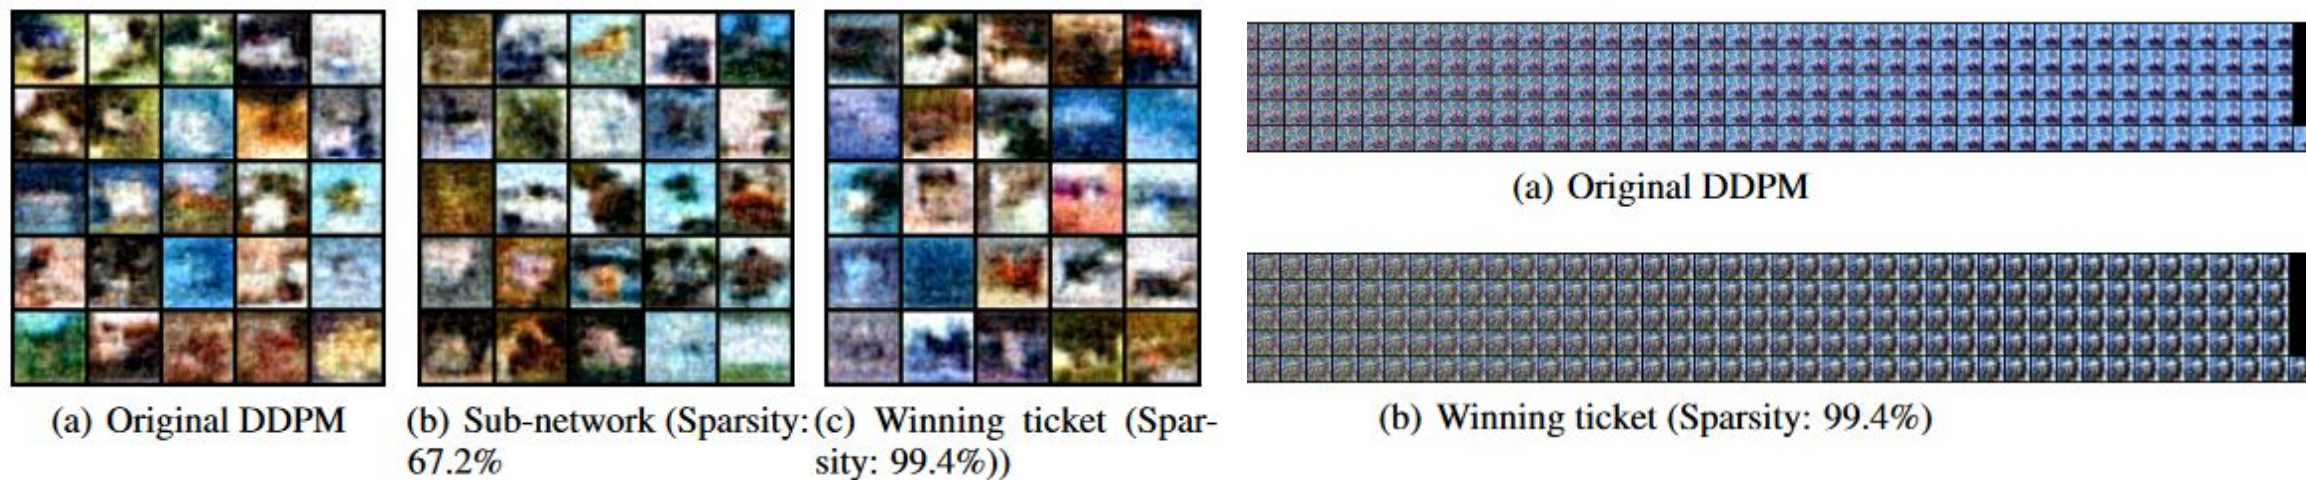 (a) Original DDPM
(b) Sub-network (Sparsity:
67.2%
(c) Winning ticket (Spar-
sity: 99.4%))
(a) Original DDPM
(b) Winning ticket (Sparsity: 99.4%)